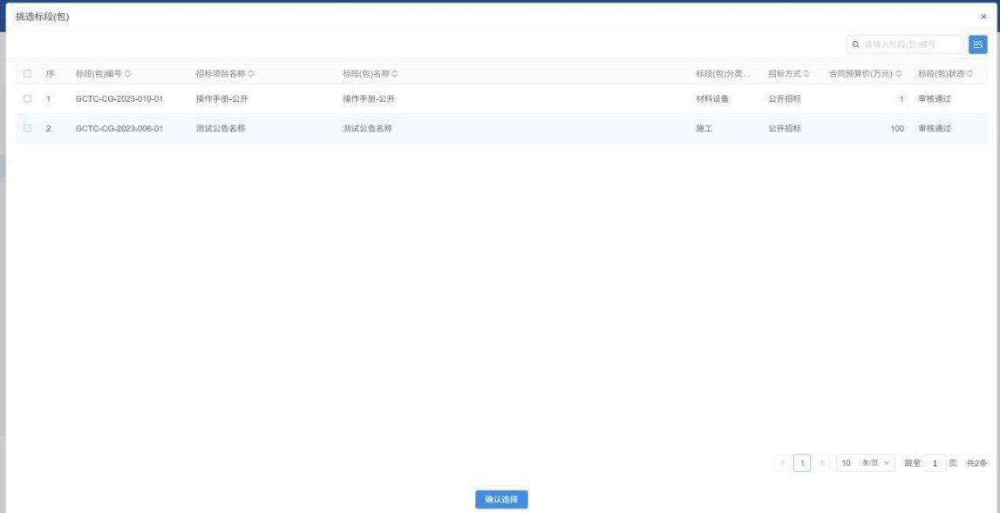 挑选标段(包)
×
请输入标段(包)编号
序 标段(包)编号 招标项目名称 标段(包)名称 标段(包)分类... 招标方式 合同预算价(万元) 标段(包)状态
1 GCTC-CG-2023-019-01 操作手册-公开 操作手册-公开 材料设备 公开招标 1 审核通过
2 GCTC-CG-2023-006-01 测试公告名称 测试公告名称 施工 公开招标 100 审核通过
< 1 > 10 条/页 跳至 1 页 共2条
确认选择